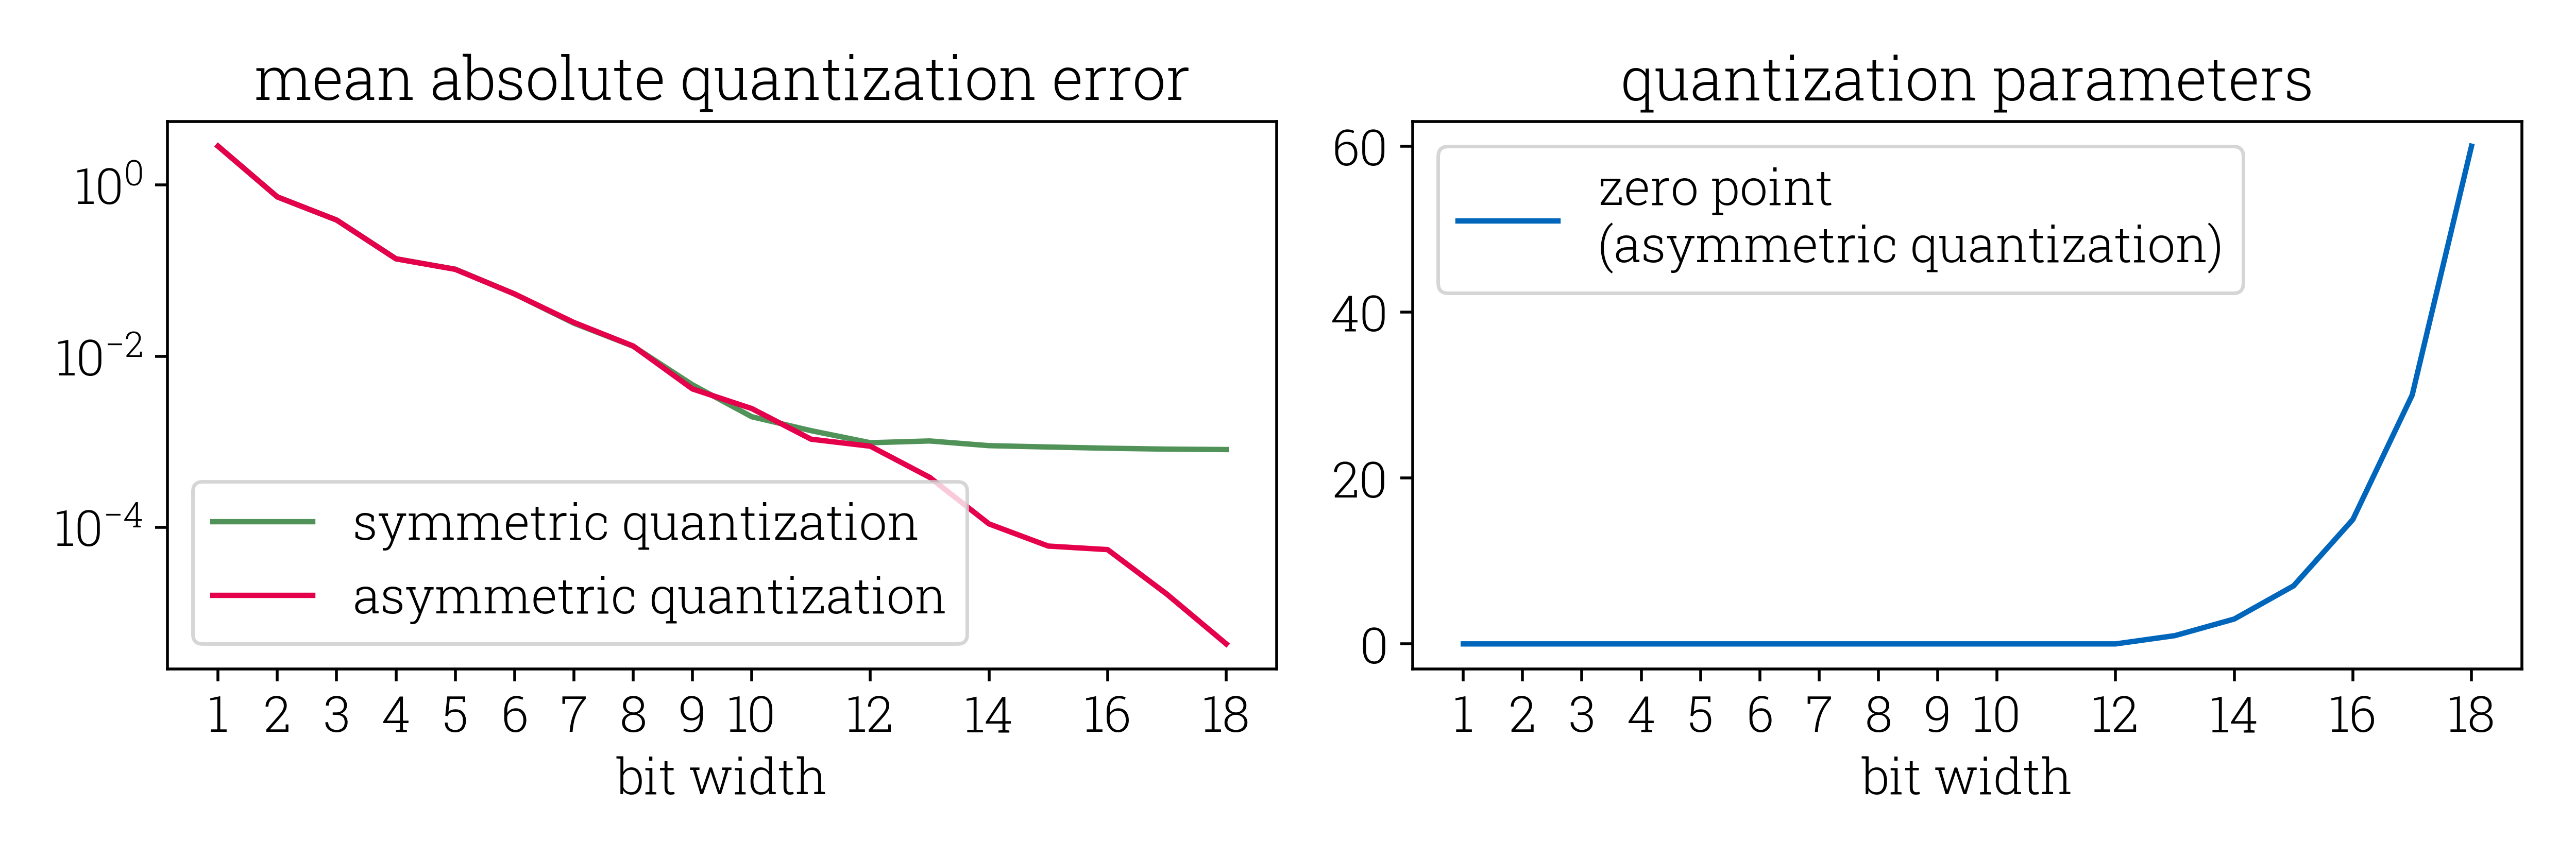 mean absolute quantization error
10⁰
10⁻²
10⁻⁴
symmetric quantization
asymmetric quantization
1 2 3 4 5 6 7 8 9 10 12 14 16 18
bit width
quantization parameters
60
40
20
0
zero point
(asymmetric quantization)
1 2 3 4 5 6 7 8 9 10 12 14 16 18
bit width